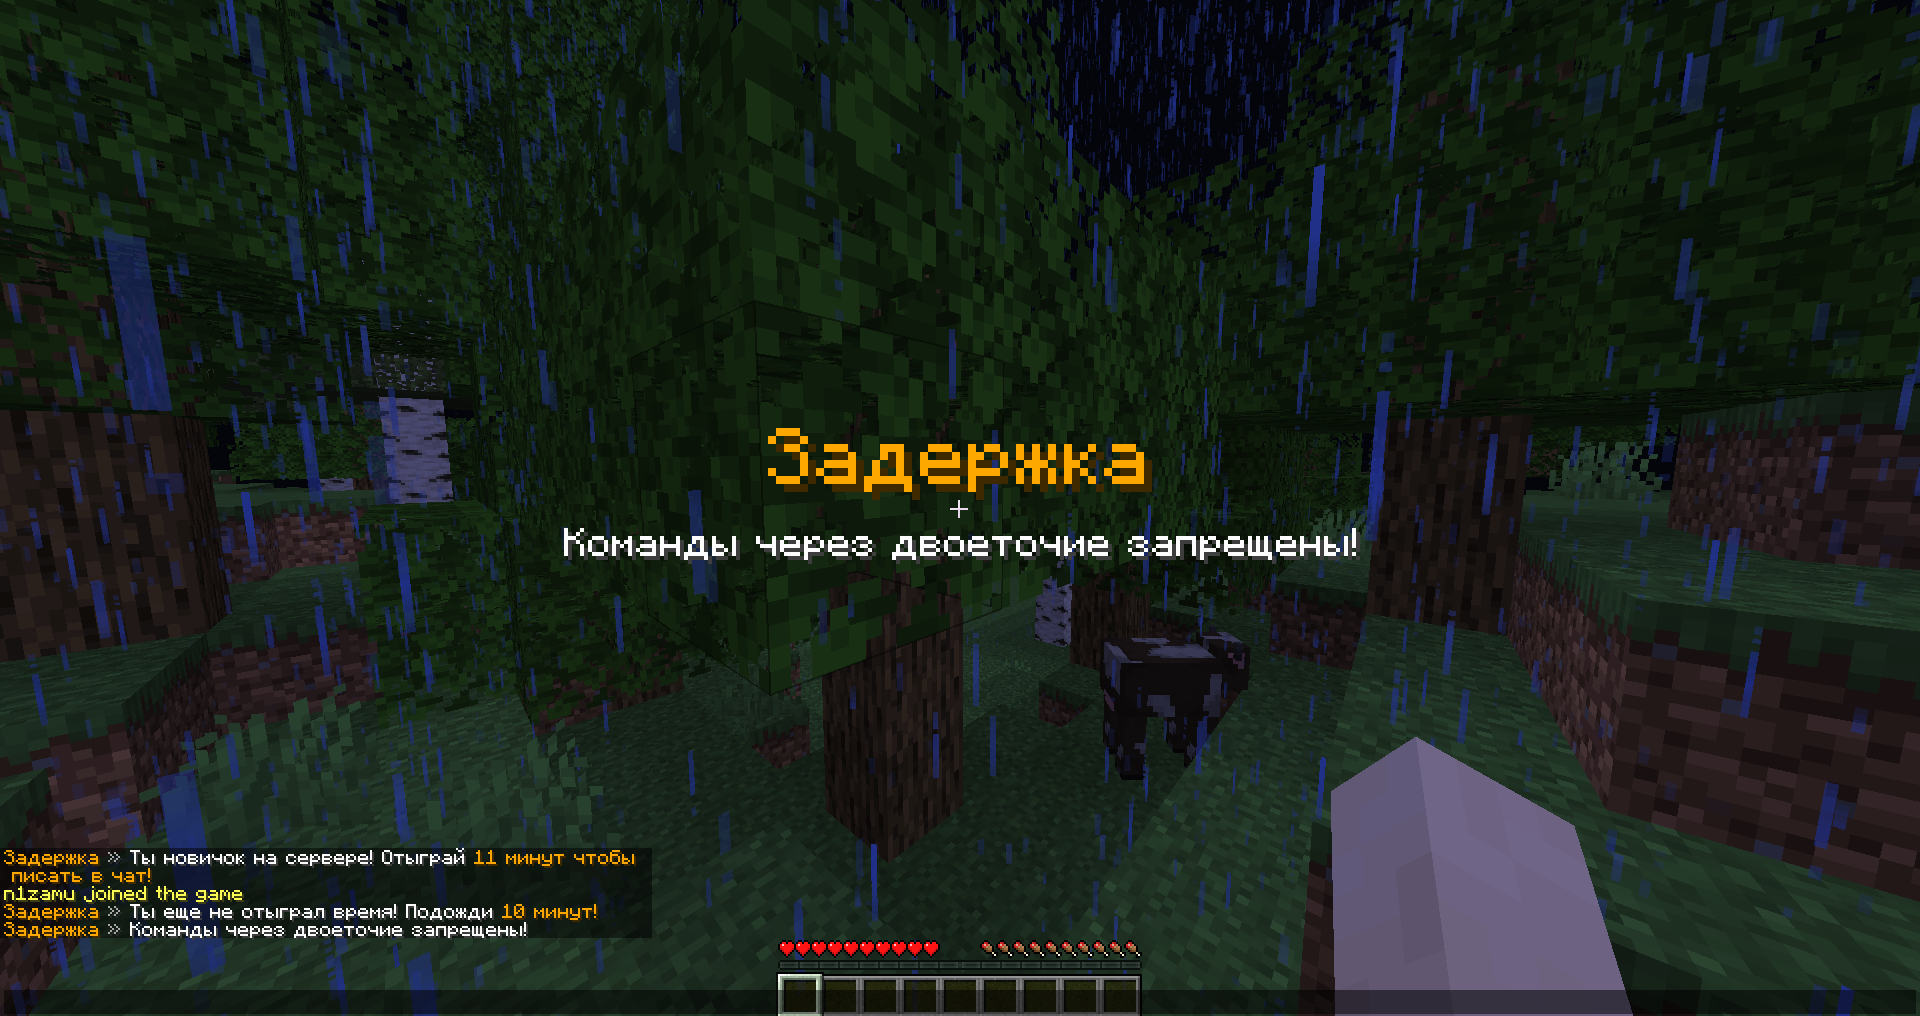 Задержка
Команды через двоеточие запрещены!
Задержка » Ты новичок на сервере! Отыграй 11 минут чтобы
писать в чат!
n1zamu joined the game
Задержка » Ты еще не отыграл время! Подожди 10 минут!
Задержка » Команды через двоеточие запрещены!